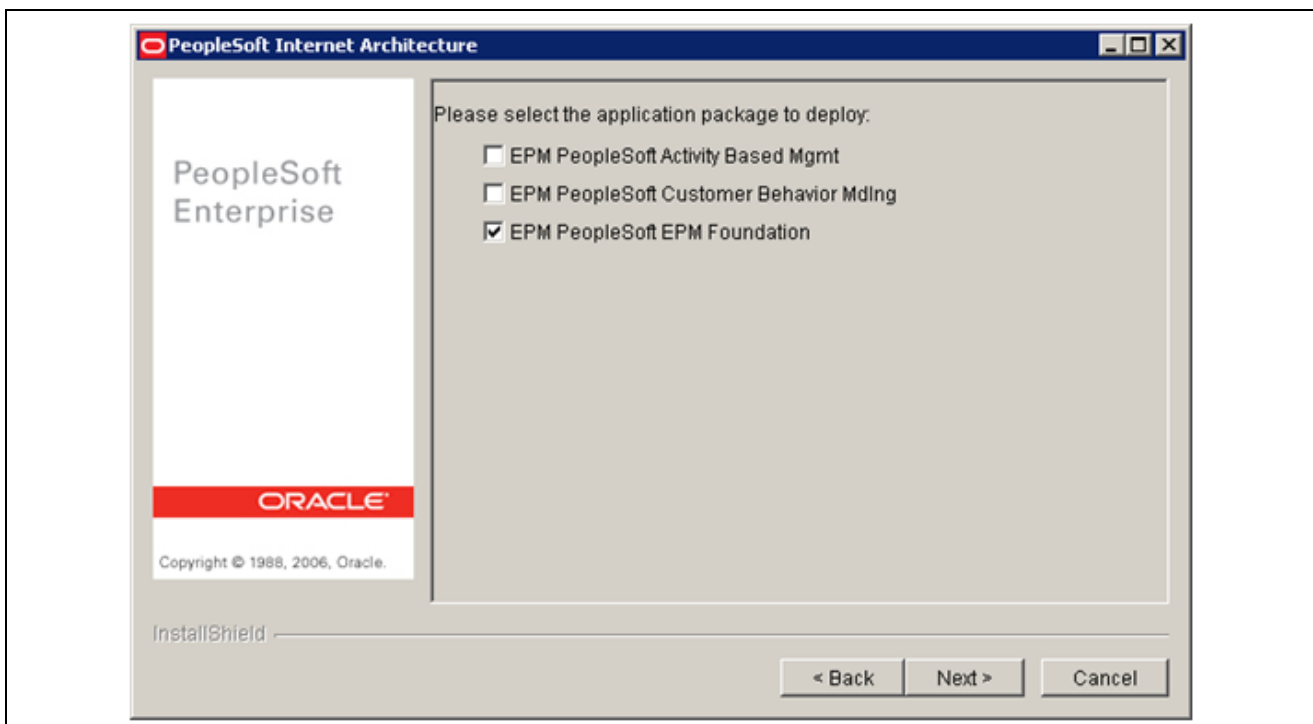 PeopleSoft Internet Architecture
PeopleSoft
Enterprise
ORACLE®
Copyright © 1988, 2006, Oracle.
Please select the application package to deploy:
EPM PeopleSoft Activity Based Mgmt
EPM PeopleSoft Customer Behavior Mdlng
EPM PeopleSoft EPM Foundation
InstallShield
< Back
Next >
Cancel